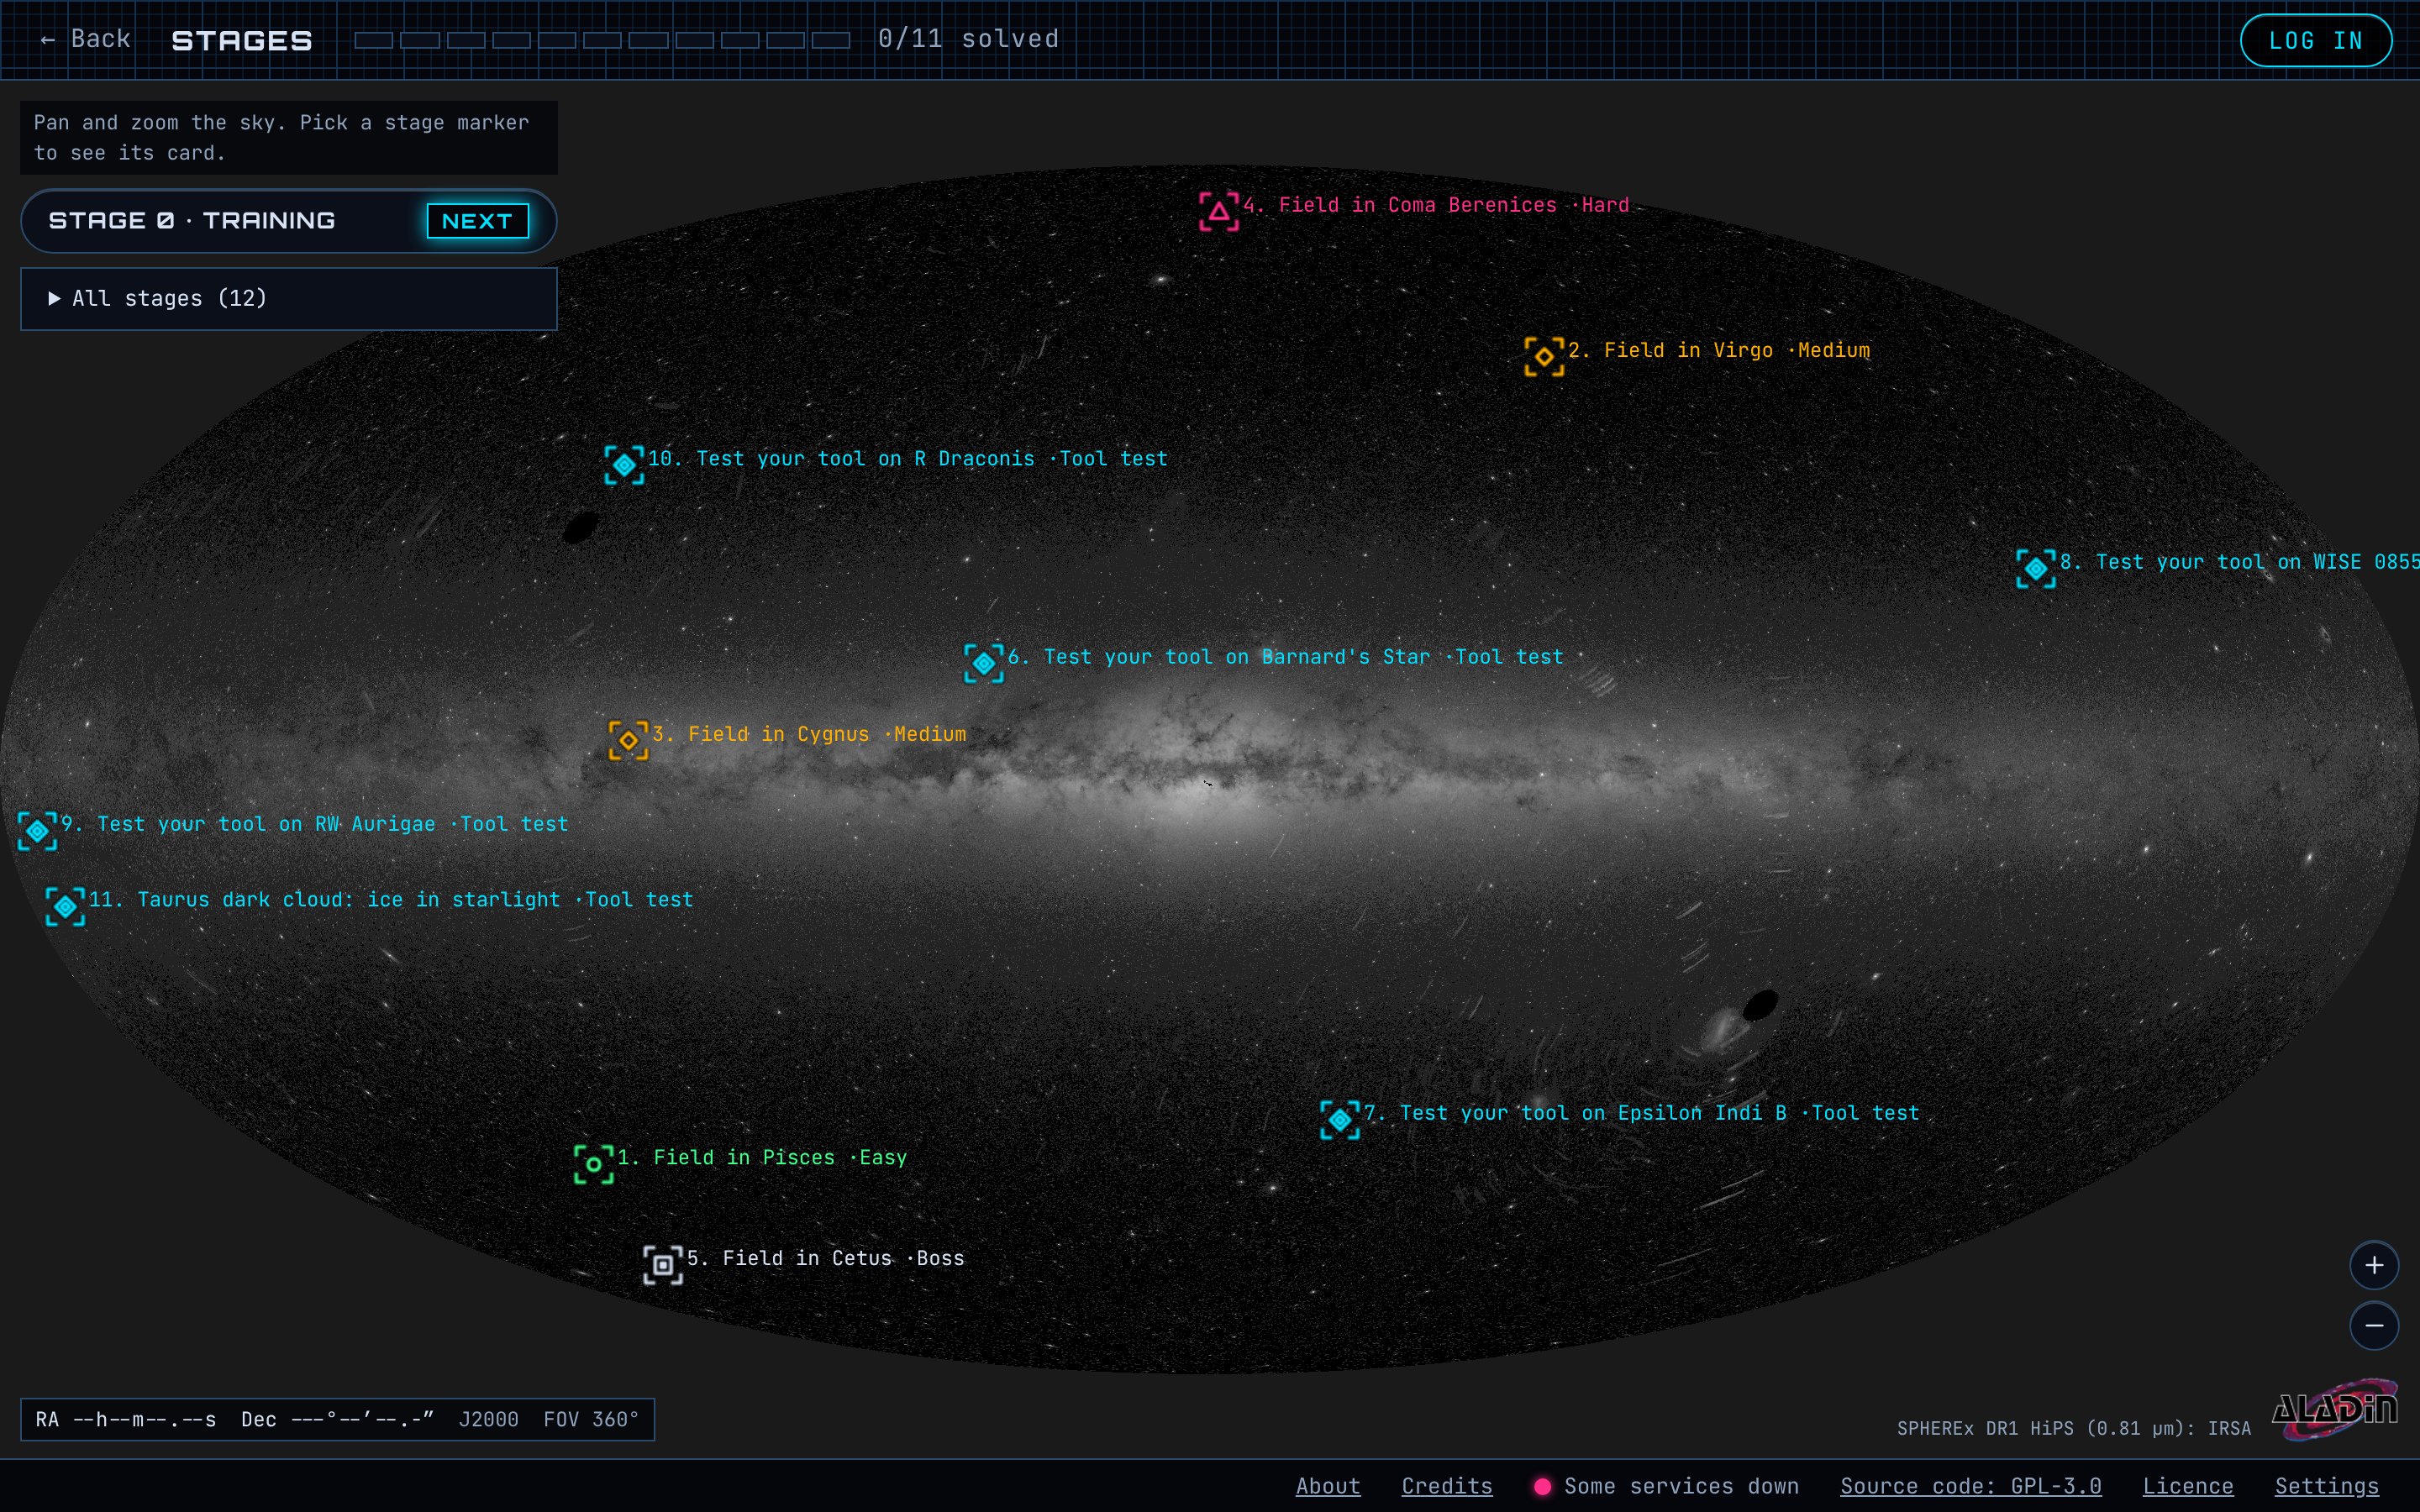 ← Back STAGES 0/11 solved LOG IN
Pan and zoom the sky. Pick a stage marker
to see its card.
STAGE 0 · TRAINING NEXT
▶ All stages (12)
4. Field in Coma Berenices ·Hard
2. Field in Virgo ·Medium
10. Test your tool on R Draconis ·Tool test
8. Test your tool on WISE 0855
6. Test your tool on Barnard's Star ·Tool test
3. Field in Cygnus ·Medium
9. Test your tool on RW Aurigae ·Tool test
11. Taurus dark cloud: ice in starlight ·Tool test
7. Test your tool on Epsilon Indi B ·Tool test
1. Field in Pisces ·Easy
5. Field in Cetus ·Boss
+
−
RA --h--m--.--s Dec ---°--′--.-″ J2000 FOV 360°
SPHEREx DR1 HiPS (0.81 µm): IRSA ALADIN
About Credits Some services down Source code: GPL-3.0 Licence Settings